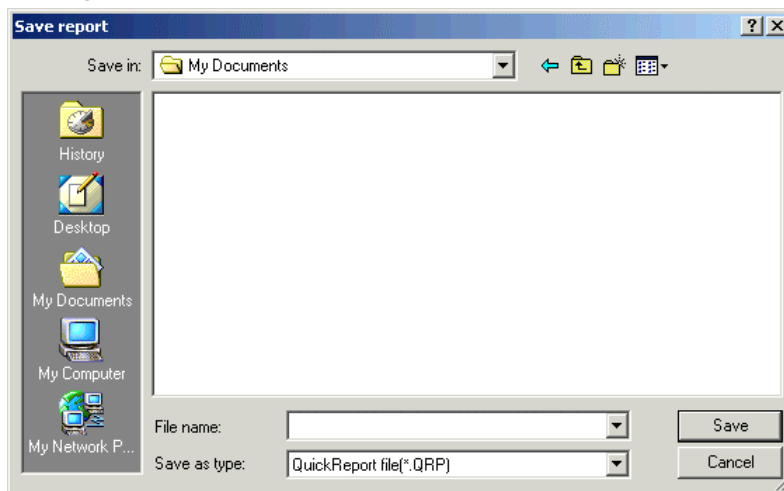 Save report
Save in: My Documents
History
Desktop
My Documents
My Computer
My Network P...
File name:
Save
Save as type: QuickReport file(*.QRP)
Cancel